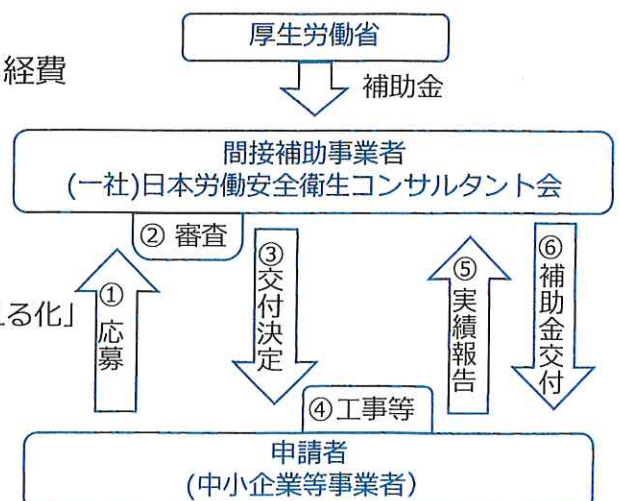 厚生労働省
経費
補助金
間接補助事業者
(一社)日本労働安全衛生コンサルタント会
② 審査
① 応募
③交付決定
⑤実績報告
⑥補助金交付
える化」
④工事等
申請者
(中小企業等事業者)